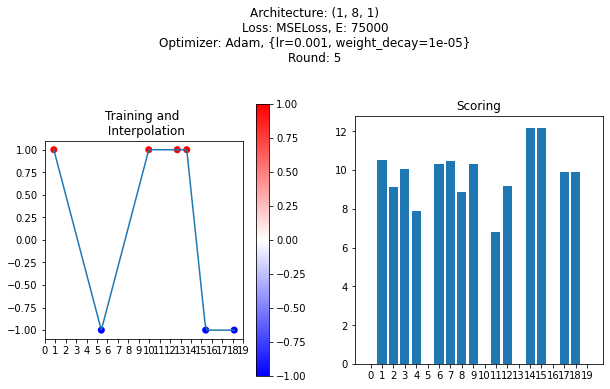 Architecture: (1, 8, 1)
Loss: MSELoss, E: 75000
Optimizer: Adam, {lr=0.001, weight_decay=1e-05}
Round: 5
Training and
Interpolation
1.00
0.75
0.50
0.25
0.00
−0.25
−0.50
−0.75
−1.00
0 1 2 3 4 5 6 7 8 9 10 11 12 13 14 15 16 17 18 19
1.00
0.75
0.50
0.25
0.00
−0.25
−0.50
−0.75
−1.00
Scoring
12
10
8
6
4
2
0
0 1 2 3 4 5 6 7 8 9 10 11 12 13 14 15 16 17 18 19